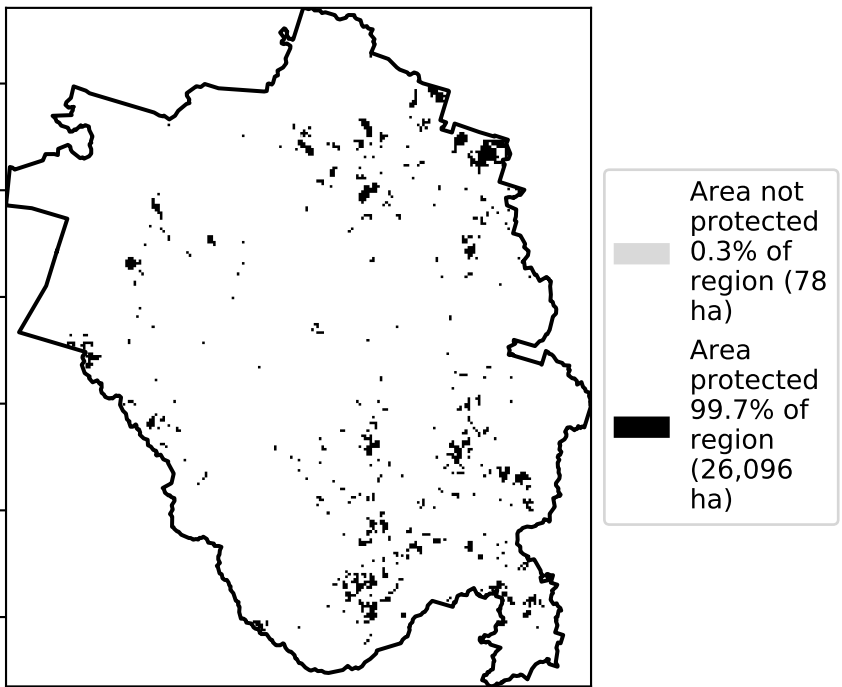 Area not
protected
0.3% of
region (78
ha)
Area
protected
99.7% of
region
(26,096
ha)